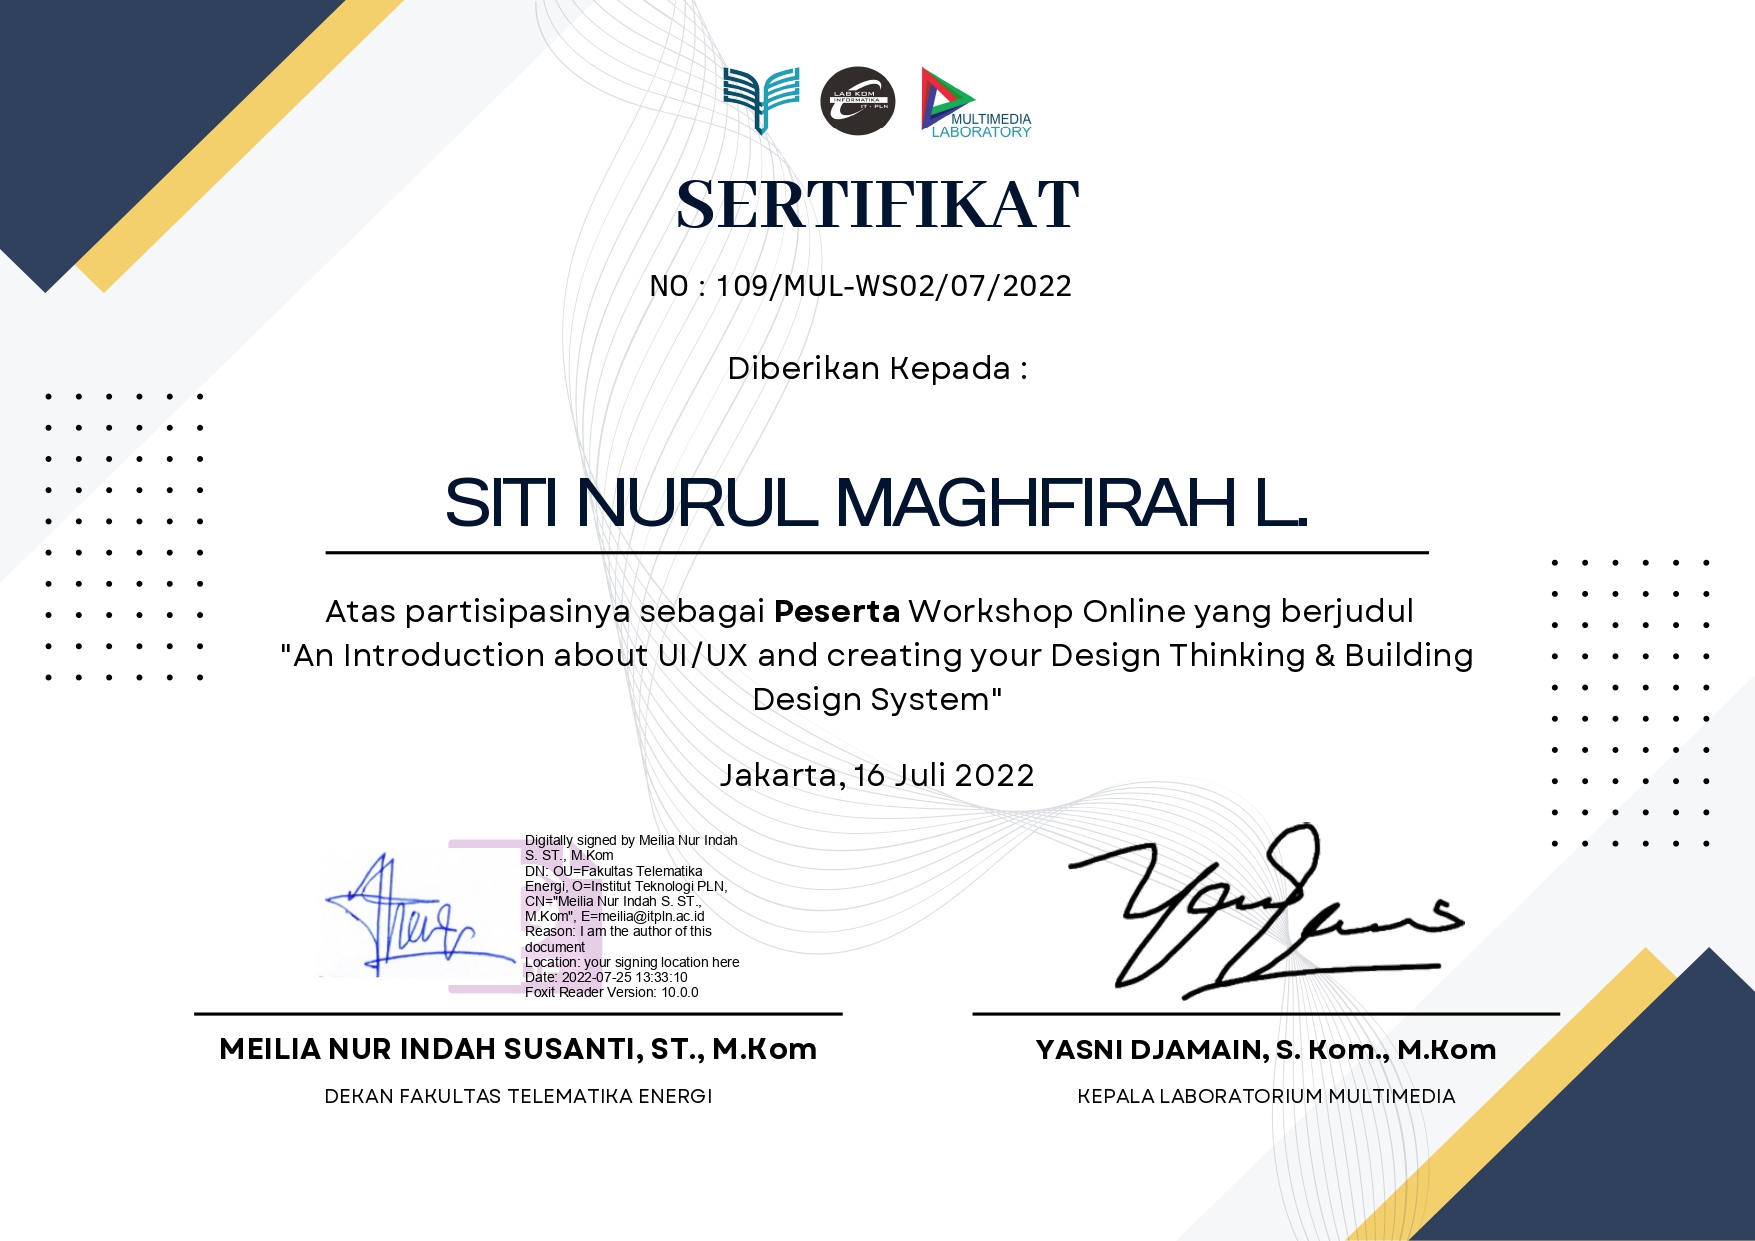 LAB KOM
INFORMATIKA
IT - PLN
MULTIMEDIA
LABORATORY
SERTIFIKAT
NO : 109/MUL-WS02/07/2022
Diberikan Kepada :
SITI NURUL MAGHFIRAH L.
Atas partisipasinya sebagai Peserta Workshop Online yang berjudul
"An Introduction about UI/UX and creating your Design Thinking & Building
Design System"
Jakarta, 16 Juli 2022
Digitally signed by Meilia Nur Indah
S. ST., M.Kom
DN: OU=Fakultas Telematika
Energi, O=Institut Teknologi PLN,
CN="Meilia Nur Indah S. ST.,
M.Kom", E=meilia@itpln.ac.id
Reason: I am the author of this
document
Location: your signing location here
Date: 2022-07-25 13:33:10
Foxit Reader Version: 10.0.0
MEILIA NUR INDAH SUSANTI, ST., M.Kom
DEKAN FAKULTAS TELEMATIKA ENERGI
YASNI DJAMAIN, S. Kom., M.Kom
KEPALA LABORATORIUM MULTIMEDIA